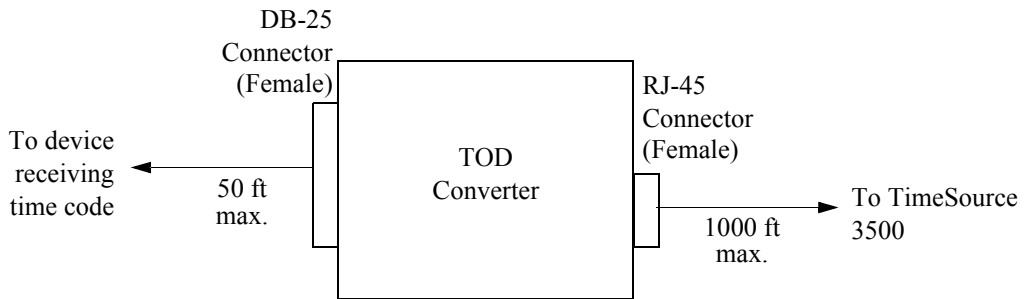 DB-25
Connector
(Female)
To device
receiving
time code
50 ft
max.
TOD
Converter
RJ-45
Connector
(Female)
1000 ft
max.
To TimeSource
3500